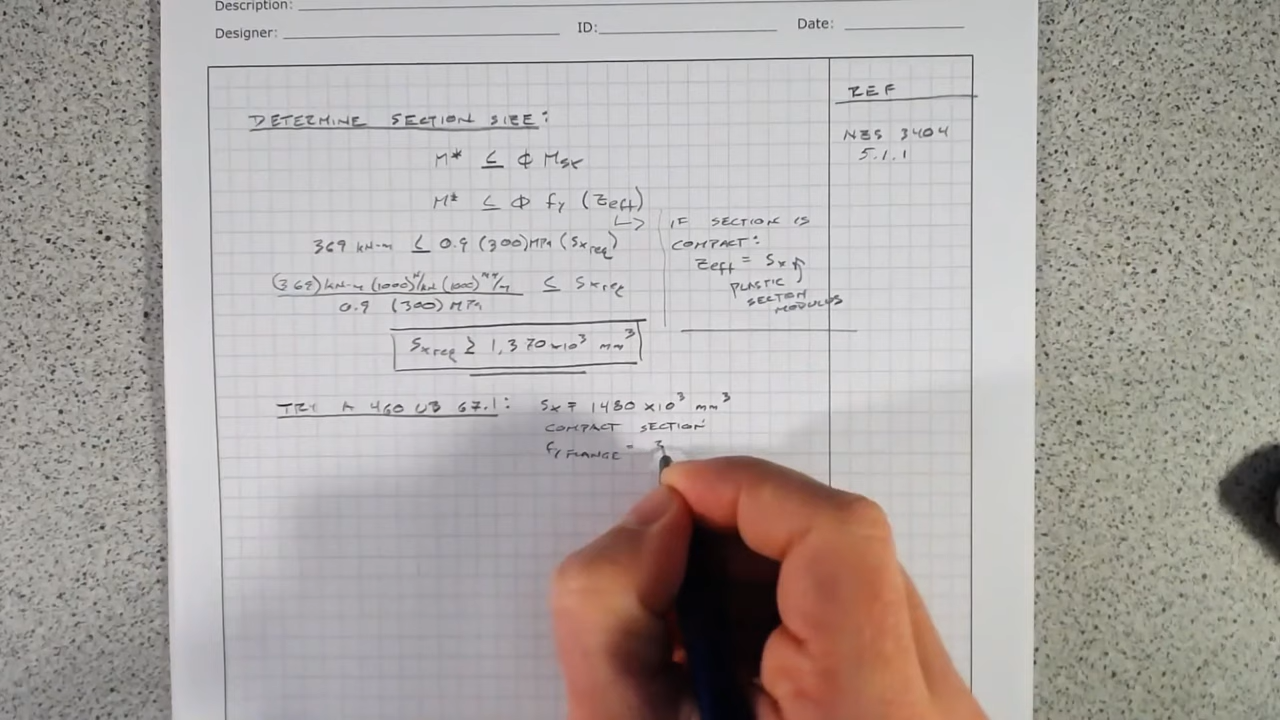 Description:
Designer: ID: Date:
DETERMINE SECTION SIZE:
M* ≤ ϕ Msx
M* ≤ ϕ fy (Zeff)
369 kN-m ≤ 0.9 (300)MPa (Sxreq)
(369)kN-m (1000)N/kN (1000)mm/m ≤ Sxreq
0.9 (300) MPa
Sxreq ≥ 1,370x10³ mm³
IF SECTION IS
COMPACT:
Zeff = Sx
PLASTIC
SECTION
MODULUS
TRY A 460 UB 67.1: Sx = 1480 x10³ mm³
COMPACT SECTION
fy FLANGE = 3
REF
NZS 3404
5.1.1